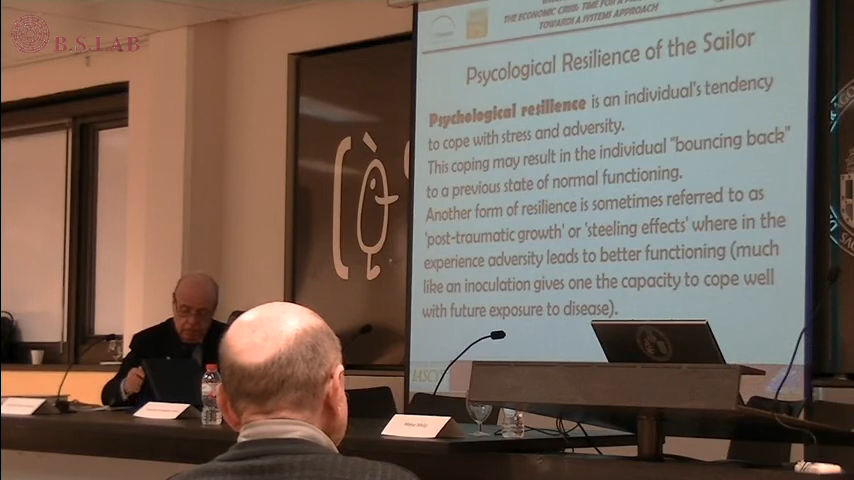 B.S.LAB
THE ECONOMIC CRISIS: TIME FOR A
TOWARDS A SYSTEMS APPROACH
Psycological Resilience of the Sailor
Psychological resilience is an individual's tendency
to cope with stress and adversity.
This coping may result in the individual "bouncing back"
to a previous state of normal functioning.
Another form of resilience is sometimes referred to as
'post-traumatic growth' or 'steeling effects' where in the
experience adversity leads to better functioning (much
like an inoculation gives one the capacity to cope well
with future exposure to disease).
IASCYS